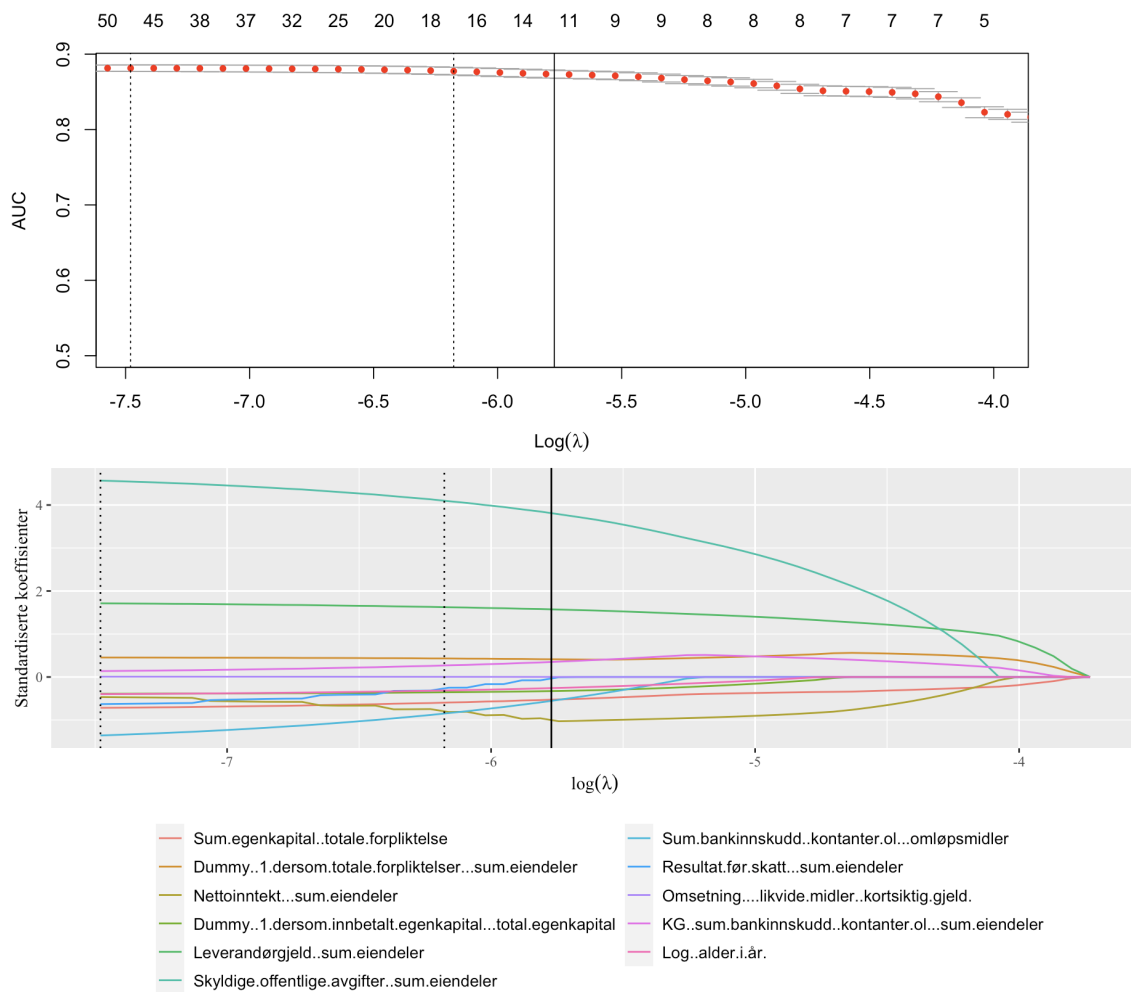 50 45 38 37 32 25 20 18 16 14 11 9 9 8 8 8 7 7 7 5
0.9
0.8
0.7
0.6
0.5
AUC
-7.5 -7.0 -6.5 -6.0 -5.5 -5.0 -4.5 -4.0
Log(λ)
Standardiserte koeffisienter
4
2
0
-7 -6 -5 -4
log(λ)
Sum.egenkapital..totale.forpliktelse
Dummy..1.dersom.totale.forpliktelser...sum.eiendeler
Nettoinntekt...sum.eiendeler
Dummy..1.dersom.innbetalt.egenkapital...total.egenkapital
Leverandørgjeld..sum.eiendeler
Skyldige.offentlige.avgifter..sum.eiendeler
Sum.bankinnskudd..kontanter.ol...omløpsmidler
Resultat.før.skatt...sum.eiendeler
Omsetning....likvide.midler..kortsiktig.gjeld.
KG..sum.bankinnskudd..kontanter.ol...sum.eiendeler
Log..alder.i.år.